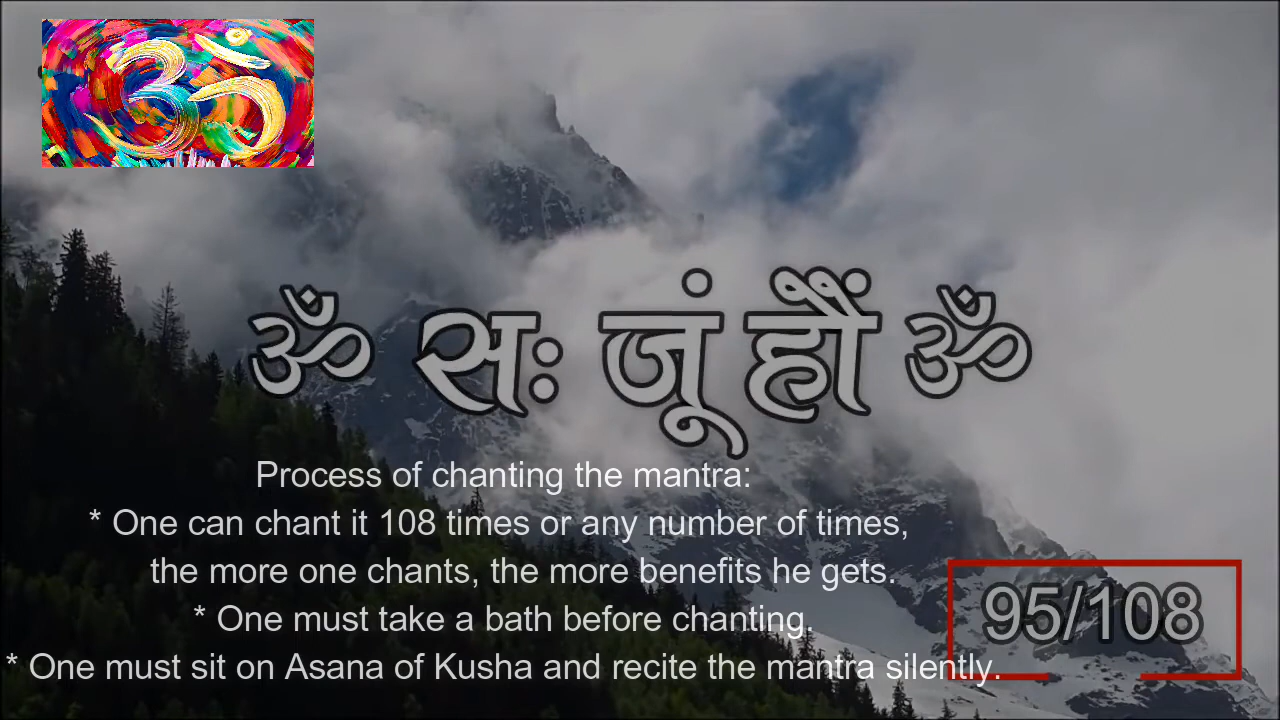 ॐ
ॐ सः जूं हौं ॐ
Process of chanting the mantra:
* One can chant it 108 times or any number of times,
the more one chants, the more benefits he gets.
* One must take a bath before chanting.
* One must sit on Asana of Kusha and recite the mantra silently.
95/108